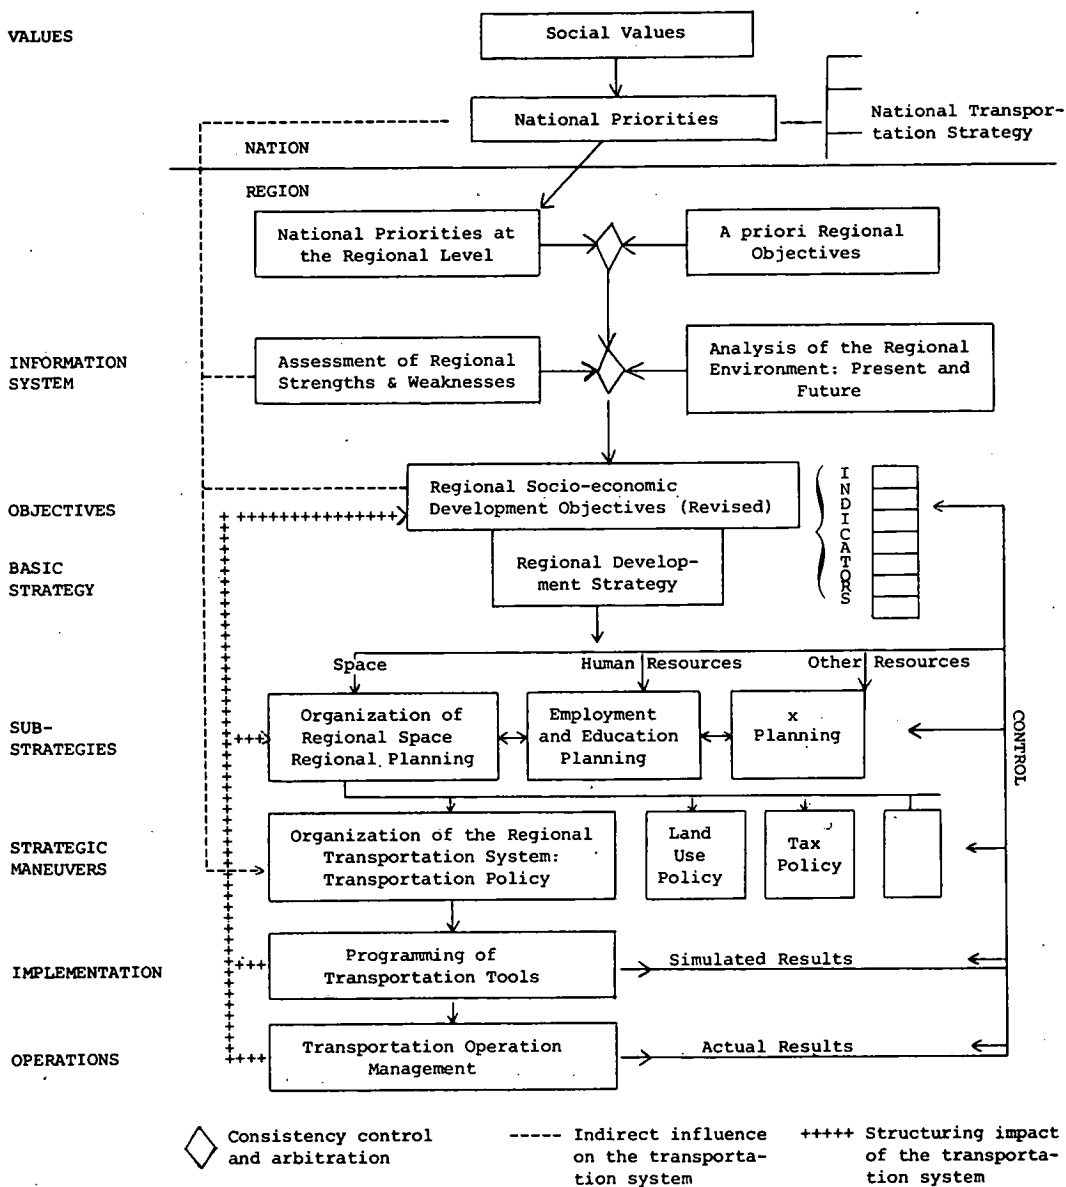 VALUES
Social Values
National Priorities
National Transpor-
tation Strategy
NATION
REGION
National Priorities at
the Regional Level
A priori Regional
Objectives
INFORMATION
SYSTEM
Assessment of Regional
Strengths & Weaknesses
Analysis of the Regional
Environment: Present and
Future
OBJECTIVES
Regional Socio-economic
Development Objectives (Revised)
INDICATORS
BASIC
STRATEGY
Regional Develop-
ment Strategy
Space
Human Resources
Other Resources
SUB-
STRATEGIES
Organization of
Regional Space
Regional Planning
Employment
and Education
Planning
x
Planning
CONTROL
STRATEGIC
MANEUVERS
Organization of the Regional
Transportation System:
Transportation Policy
Land
Use
Policy
Tax
Policy
IMPLEMENTATION
Programming of
Transportation Tools
Simulated Results
OPERATIONS
Transportation Operation
Management
Actual Results
Consistency control
and arbitration
----- Indirect influence
on the transporta-
tion system
+++++ Structuring impact
of the transporta-
tion system